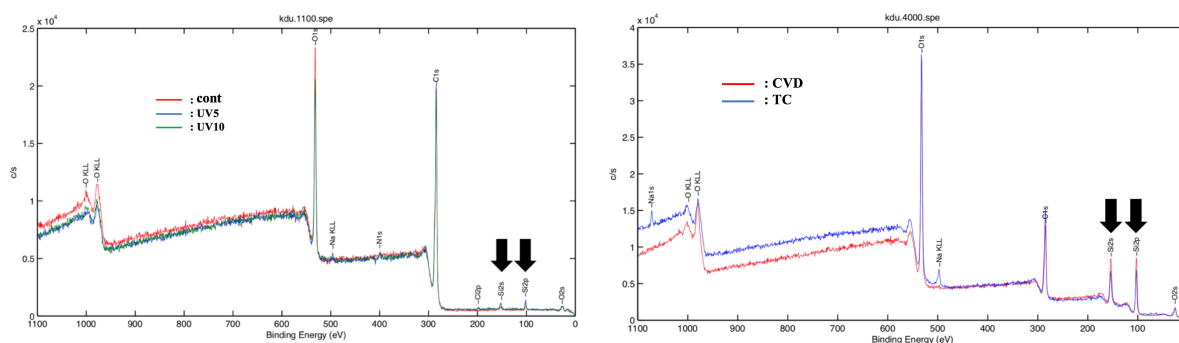 kdu.1100.spe
x 10⁴
2.5
2
1.5
1
0.5
0
c/s
: cont
: UV5
: UV10
-O KLL
-O KLL
-O1s
-Na KLL
-N1s
-C1s
-Cl2p
-Si2s
-Si2p
-O2s
1100 1000 900 800 700 600 500 400 300 200 100 0
Binding Energy (eV)
kdu.4000.spe
x 10⁴
4
3.5
3
2.5
2
1.5
1
0.5
0
c/s
: CVD
: TC
-Na1s
-O KLL
-O KLL
-O1s
-Na KLL
-C1s
-Si2s
-Si2p
-O2s
1100 1000 900 800 700 600 500 400 300 200 100
Binding Energy (eV)